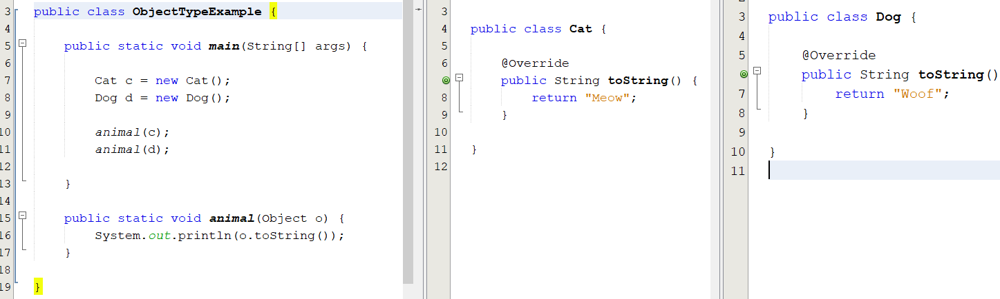 3 public class ObjectTypeExample {
4
5 public static void main(String[] args) {
6
7 Cat c = new Cat();
8 Dog d = new Dog();
9
10 animal(c);
11 animal(d);
12
13 }
14
15 public static void animal(Object o) {
16 System.out.println(o.toString());
17 }
18
19 }
3
4 public class Cat {
5
6 @Override
public String toString() {
8 return "Meow";
9 }
10
11 }
12
3 public class Dog {
4
5 @Override
public String toString()
7 return "Woof";
8 }
9
10 }
11